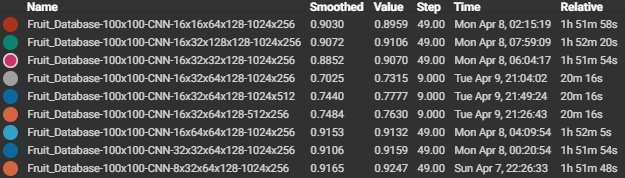 Name Smoothed Value Step Time Relative
Fruit_Database-100x100-CNN-16x16x64x128-1024x256 0.9030 0.8959 49.00 Mon Apr 8, 02:15:19 1h 51m 58s
Fruit_Database-100x100-CNN-16x32x128x128-1024x256 0.9072 0.9106 49.00 Mon Apr 8, 07:59:09 1h 52m 20s
Fruit_Database-100x100-CNN-16x32x32x128-1024x256 0.8852 0.9070 49.00 Mon Apr 8, 06:04:17 1h 51m 54s
Fruit_Database-100x100-CNN-16x32x64x128-1024x256 0.7025 0.7315 9.000 Tue Apr 9, 21:04:02 20m 16s
Fruit_Database-100x100-CNN-16x32x64x128-1024x512 0.7440 0.7777 9.000 Tue Apr 9, 21:49:24 20m 16s
Fruit_Database-100x100-CNN-16x32x64x128-512x256 0.7484 0.7630 9.000 Tue Apr 9, 21:26:43 20m 16s
Fruit_Database-100x100-CNN-16x64x64x128-1024x256 0.9153 0.9132 49.00 Mon Apr 8, 04:09:54 1h 52m 5s
Fruit_Database-100x100-CNN-32x32x64x128-1024x256 0.9106 0.9159 49.00 Mon Apr 8, 00:20:54 1h 51m 54s
Fruit_Database-100x100-CNN-8x32x64x128-1024x256 0.9165 0.9247 49.00 Sun Apr 7, 22:26:33 1h 51m 48s